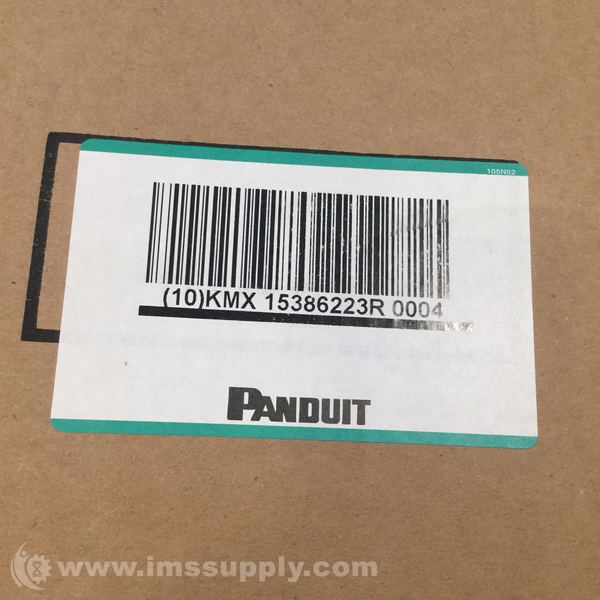 105N52
(10)KMX 15386223R 0004
PANDUIT
www.imssupply.com